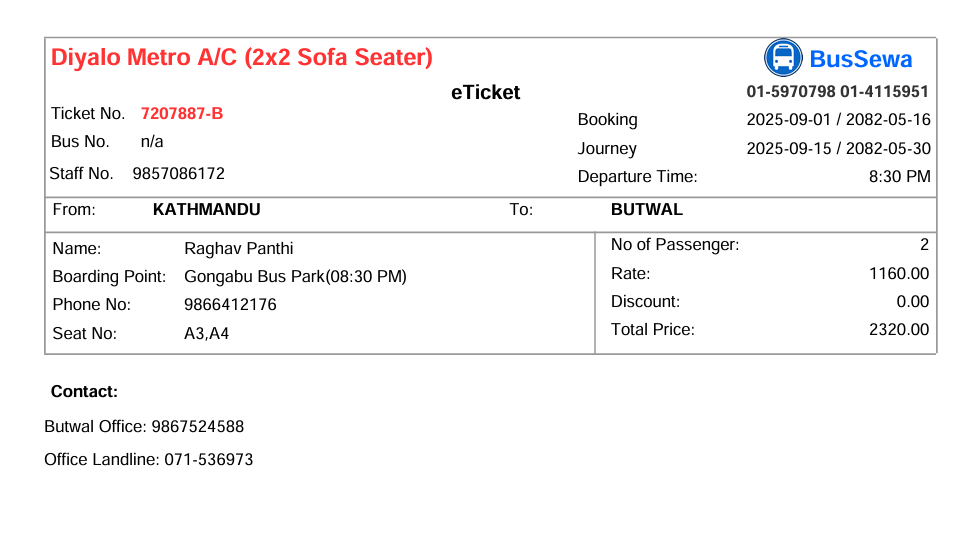 Diyalo Metro A/C (2x2 Sofa Seater)
BusSewa
eTicket
01-5970798 01-4115951
Ticket No. 7207887-B
Booking 2025-09-01 / 2082-05-16
Bus No. n/a
Journey 2025-09-15 / 2082-05-30
Staff No. 9857086172
Departure Time: 8:30 PM
From: KATHMANDU To: BUTWAL
Name: Raghav Panthi
Boarding Point: Gongabu Bus Park(08:30 PM)
Phone No: 9866412176
Seat No: A3,A4
No of Passenger: 2
Rate: 1160.00
Discount: 0.00
Total Price: 2320.00
Contact:
Butwal Office: 9867524588
Office Landline: 071-536973